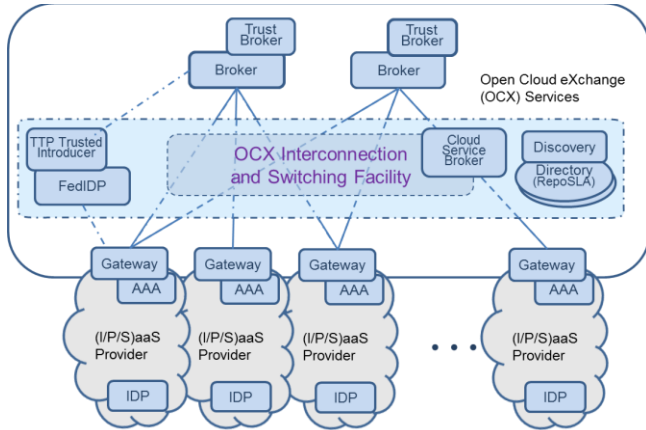 Trust
Broker
Broker
Trust
Broker
Broker
Open Cloud eXchange
(OCX) Services
TTP Trusted
Introducer
FedIDP
OCX Interconnection
and Switching Facility
Cloud
Service
Broker
Discovery
Directory
(RepoSLA)
Gateway
AAA
(I/P/S)aaS
Provider
IDP
Gateway
AAA
(I/P/S)aaS
Provider
IDP
Gateway
AAA
(I/P/S)aaS
Provider
IDP
Gateway
AAA
(I/P/S)aaS
Provider
IDP